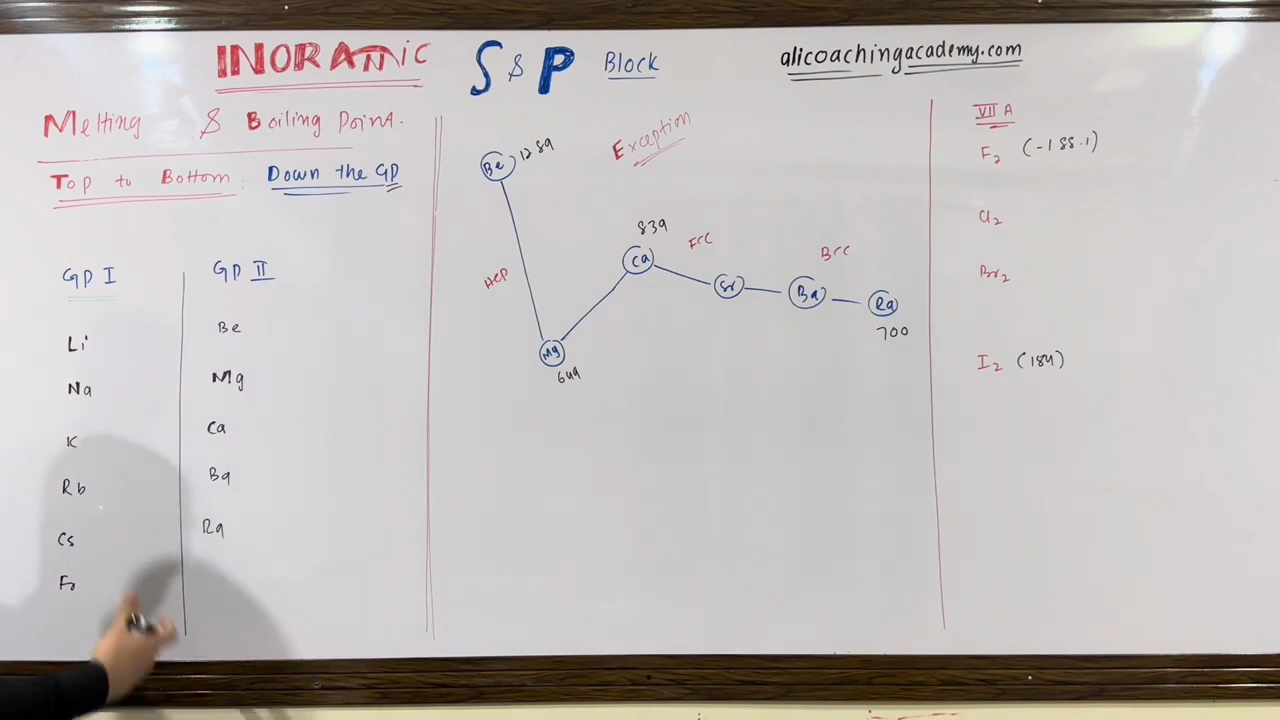 INORGANIC S & P Block
alicoachingacademy.com
Melting & Boiling Point.
Top to Bottom: Down the GP
GP I
Li
Na
K
Rb
Cs
Fr
GP II
Be
Mg
Ca
Ba
Ra
Exception
Be 1289
HCP
Mg
649
839
Ca
FCC
Sr
BCC
Ba
Ra
700
VII A
F2 (-188.1)
Cl2
Br2
I2 (184)